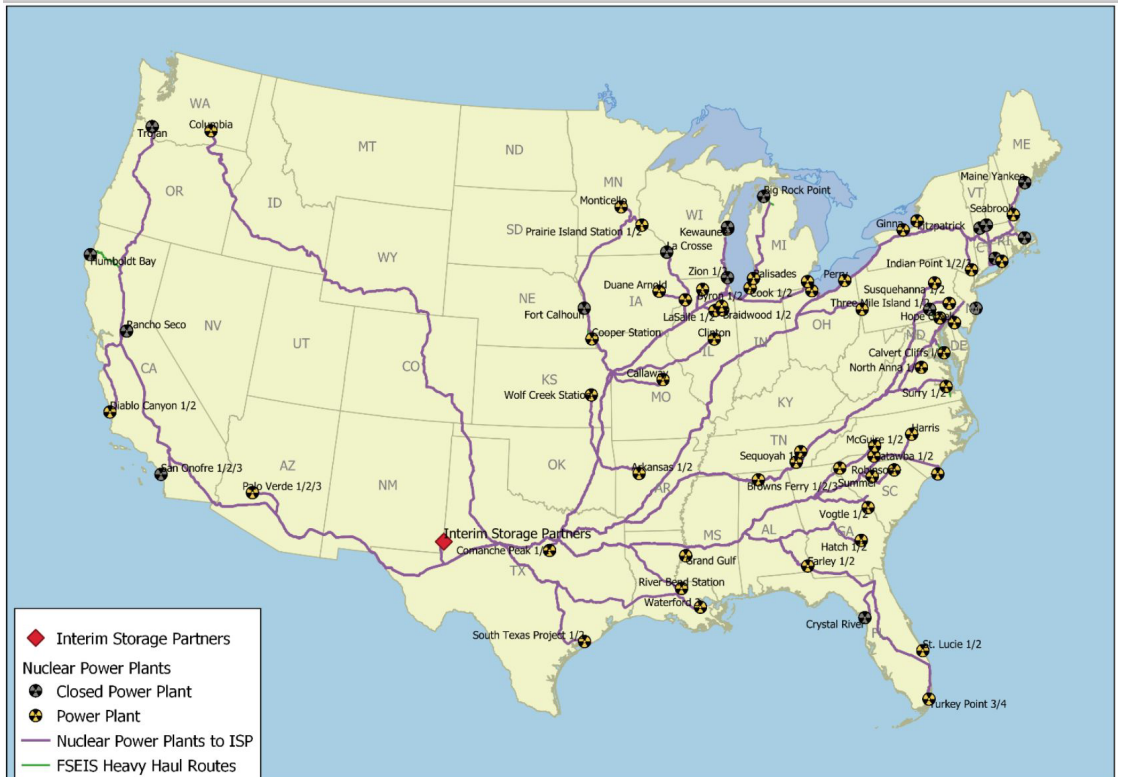 WA
Columbia
Trojan
MT
ND
ME
OR
MN
VT
Maine Yankee
ID
Monticello
Big Rock Point
Seabrook
SD
Prairie Island Station 1/2
WI
Kewaunee
Ginna
Fitzpatrick
WY
La Crosse
MI
Humboldt Bay
Zion 1/2
Palisades
Perry
Indian Point 1/2/3
Duane Arnold
Byron 1/2
Cook 1/2
Susquehanna 1/2
NE
IA
Three Mile Island 1/2
Fort Calhoun
LaSalle 1/2
Braidwood 1/2
Hope Creek
NV
Rancho Seco
OH
Cooper Station
Clinton
IN
MD
UT
IL
DE
CA
CO
Calvert Cliffs
KS
Callaway
North Anna
Wolf Creek Station
MO
Surry 1/2
Diablo Canyon 1/2
KY
TN
McGuire 1/2
Harris
San Onofre 1/2/3
AZ
OK
Arkansas 1/2
Sequoyah 1/2
Catawba 1/2
Palo Verde 1/2/3
NM
AR
Browns Ferry 1/2/3
Robinson
Summer
SC
Vogtle 1/2
Interim Storage Partners
MS
AL
GA
Comanche Peak 1/2
Grand Gulf
Hatch 1/2
TX
Farley 1/2
River Bend Station
Waterford 3
Crystal River
South Texas Project 1/2
FL
St. Lucie 1/2
Turkey Point 3/4
Interim Storage Partners
Nuclear Power Plants
Closed Power Plant
Power Plant
Nuclear Power Plants to ISP
FSEIS Heavy Haul Routes